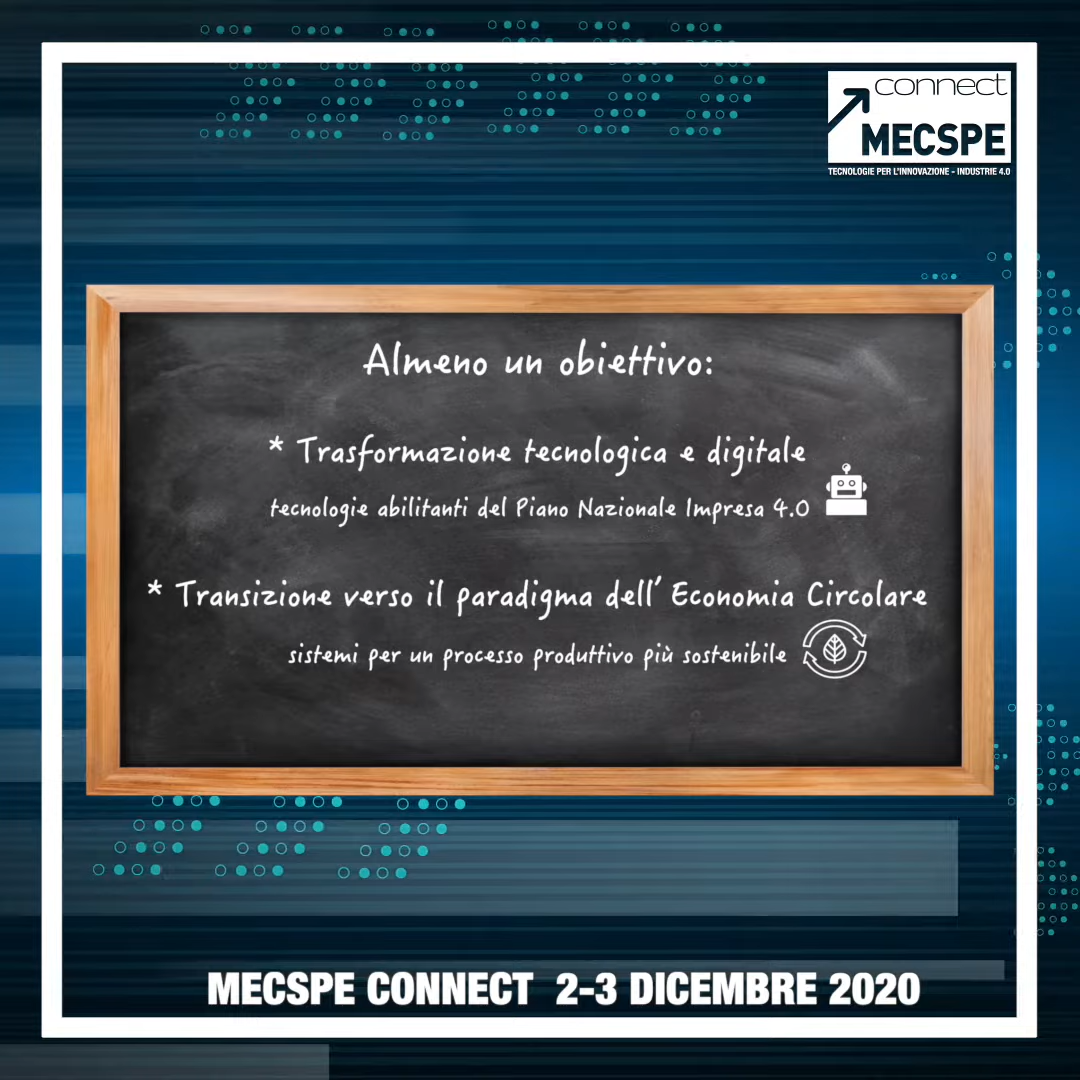 connect
MECSPE
TECNOLOGIE PER L'INNOVAZIONE - INDUSTRIE 4.0
Almeno un obiettivo:
* Trasformazione tecnologica e digitale
tecnologie abilitanti del Piano Nazionale Impresa 4.0
* Transizione verso il paradigma dell' Economia Circolare
sistemi per un processo produttivo più sostenibile
MECSPE CONNECT 2-3 DICEMBRE 2020